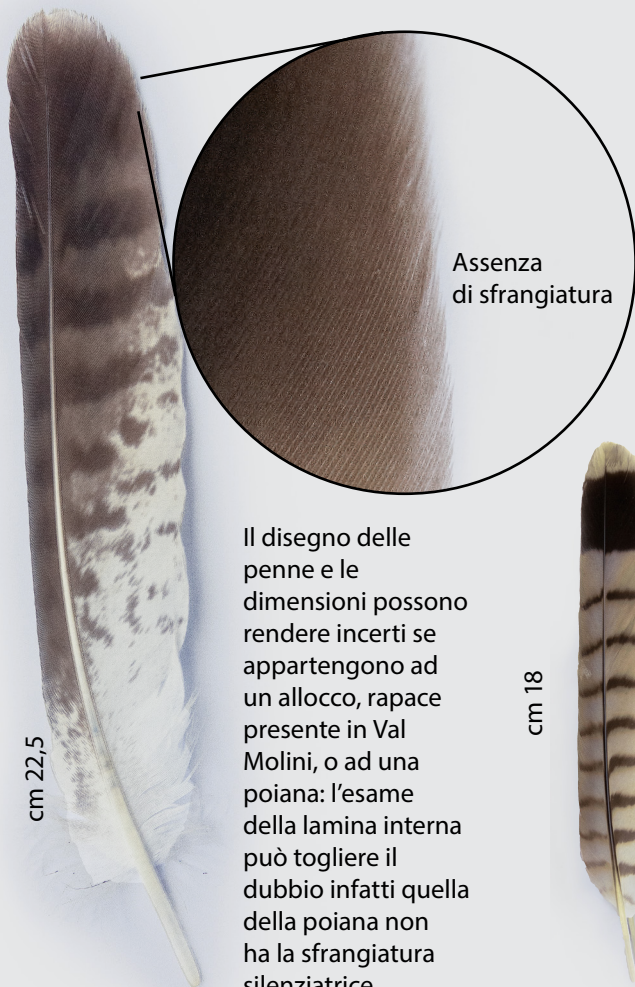 Assenza
di sfrangiatura
Il disegno delle
penne e le
dimensioni possono
rendere incerti se
appartengono ad
un allocco, rapace
presente in Val
Molini, o ad una
poiana: l'esame
della lamina interna
può togliere il
dubbio infatti quella
della poiana non
ha la sfrangiatura
silenziatrice
cm 22,5
cm 18